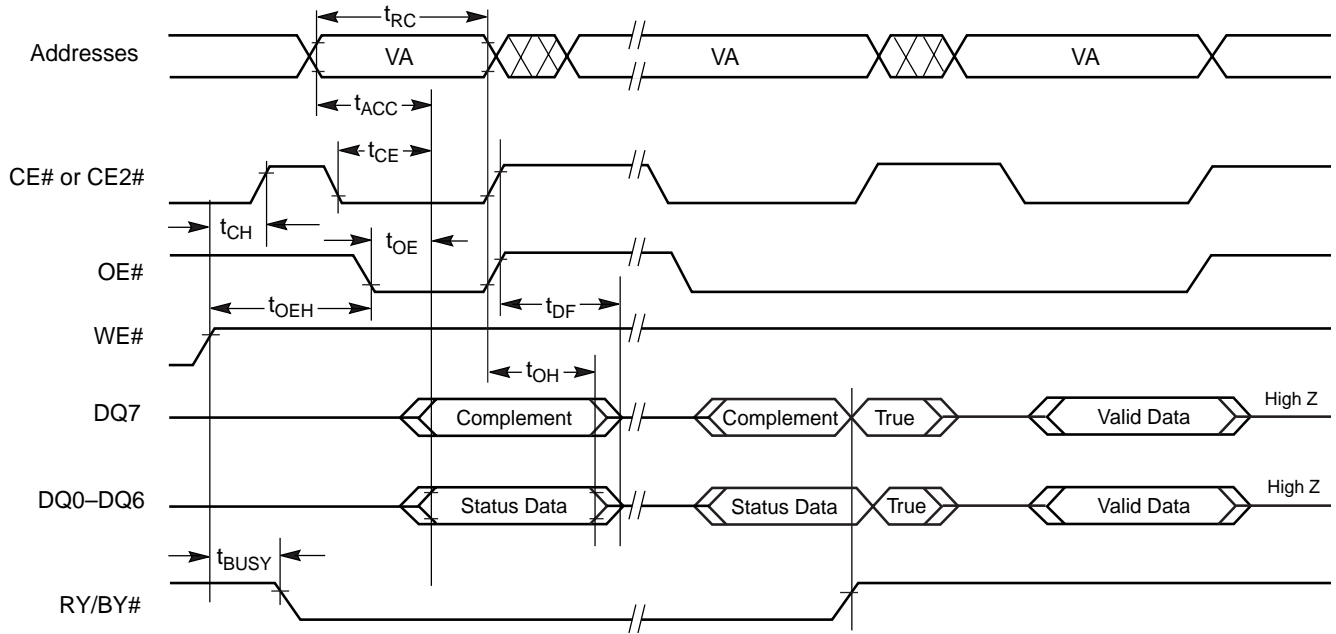 tRC
Addresses VA VA VA
tACC
tCE
CE# or CE2#
tCH
tOE
OE#
tOEH tDF
WE#
tOH
DQ7 Complement Complement True Valid Data High Z
DQ0–DQ6 Status Data Status Data True Valid Data High Z
tBUSY
RY/BY#